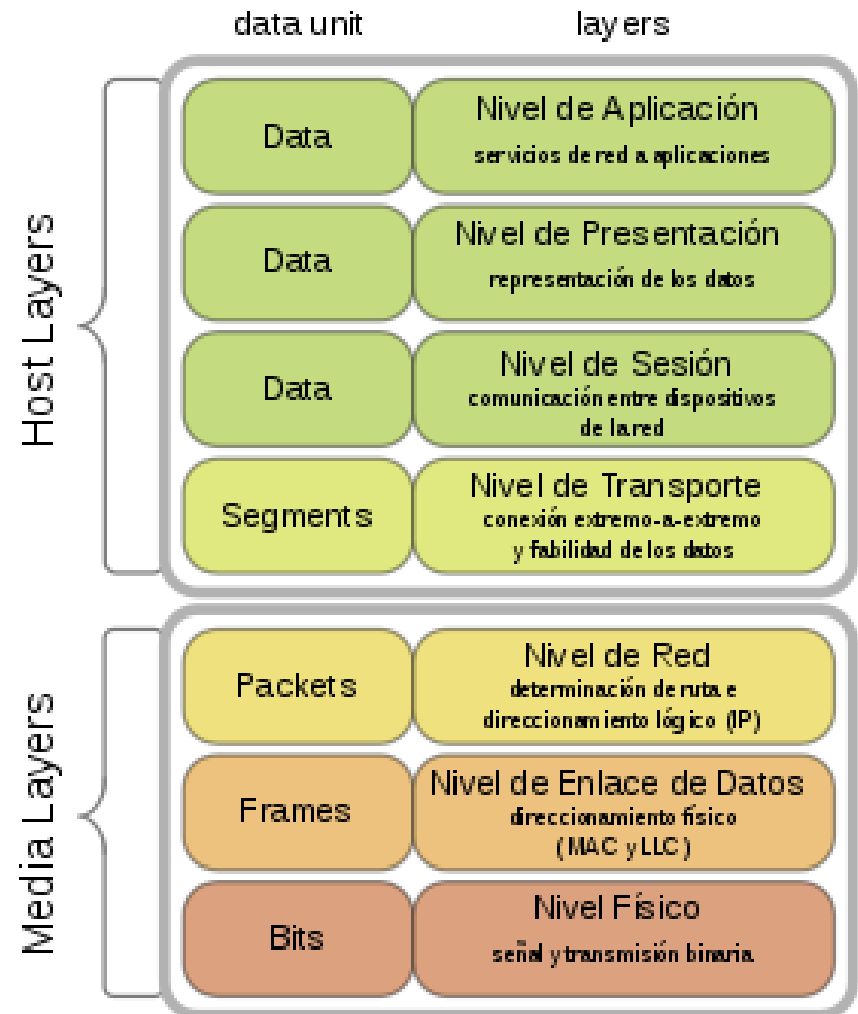 data unit layers
Host Layers
Data
Nivel de Aplicación
servicios de red a aplicaciones
Data
Nivel de Presentación
representación de los datos
Data
Nivel de Sesión
comunicación entre dispositivos
de la red
Segments
Nivel de Transporte
conexión extremo-a-extremo
y fabilidad de los datos
Media Layers
Packets
Nivel de Red
determinación de ruta e
direccionamiento lógico (IP)
Frames
Nivel de Enlace de Datos
direccionamiento físico
( MAC y LLC )
Bits
Nivel Físico
señal y transmisión binaria